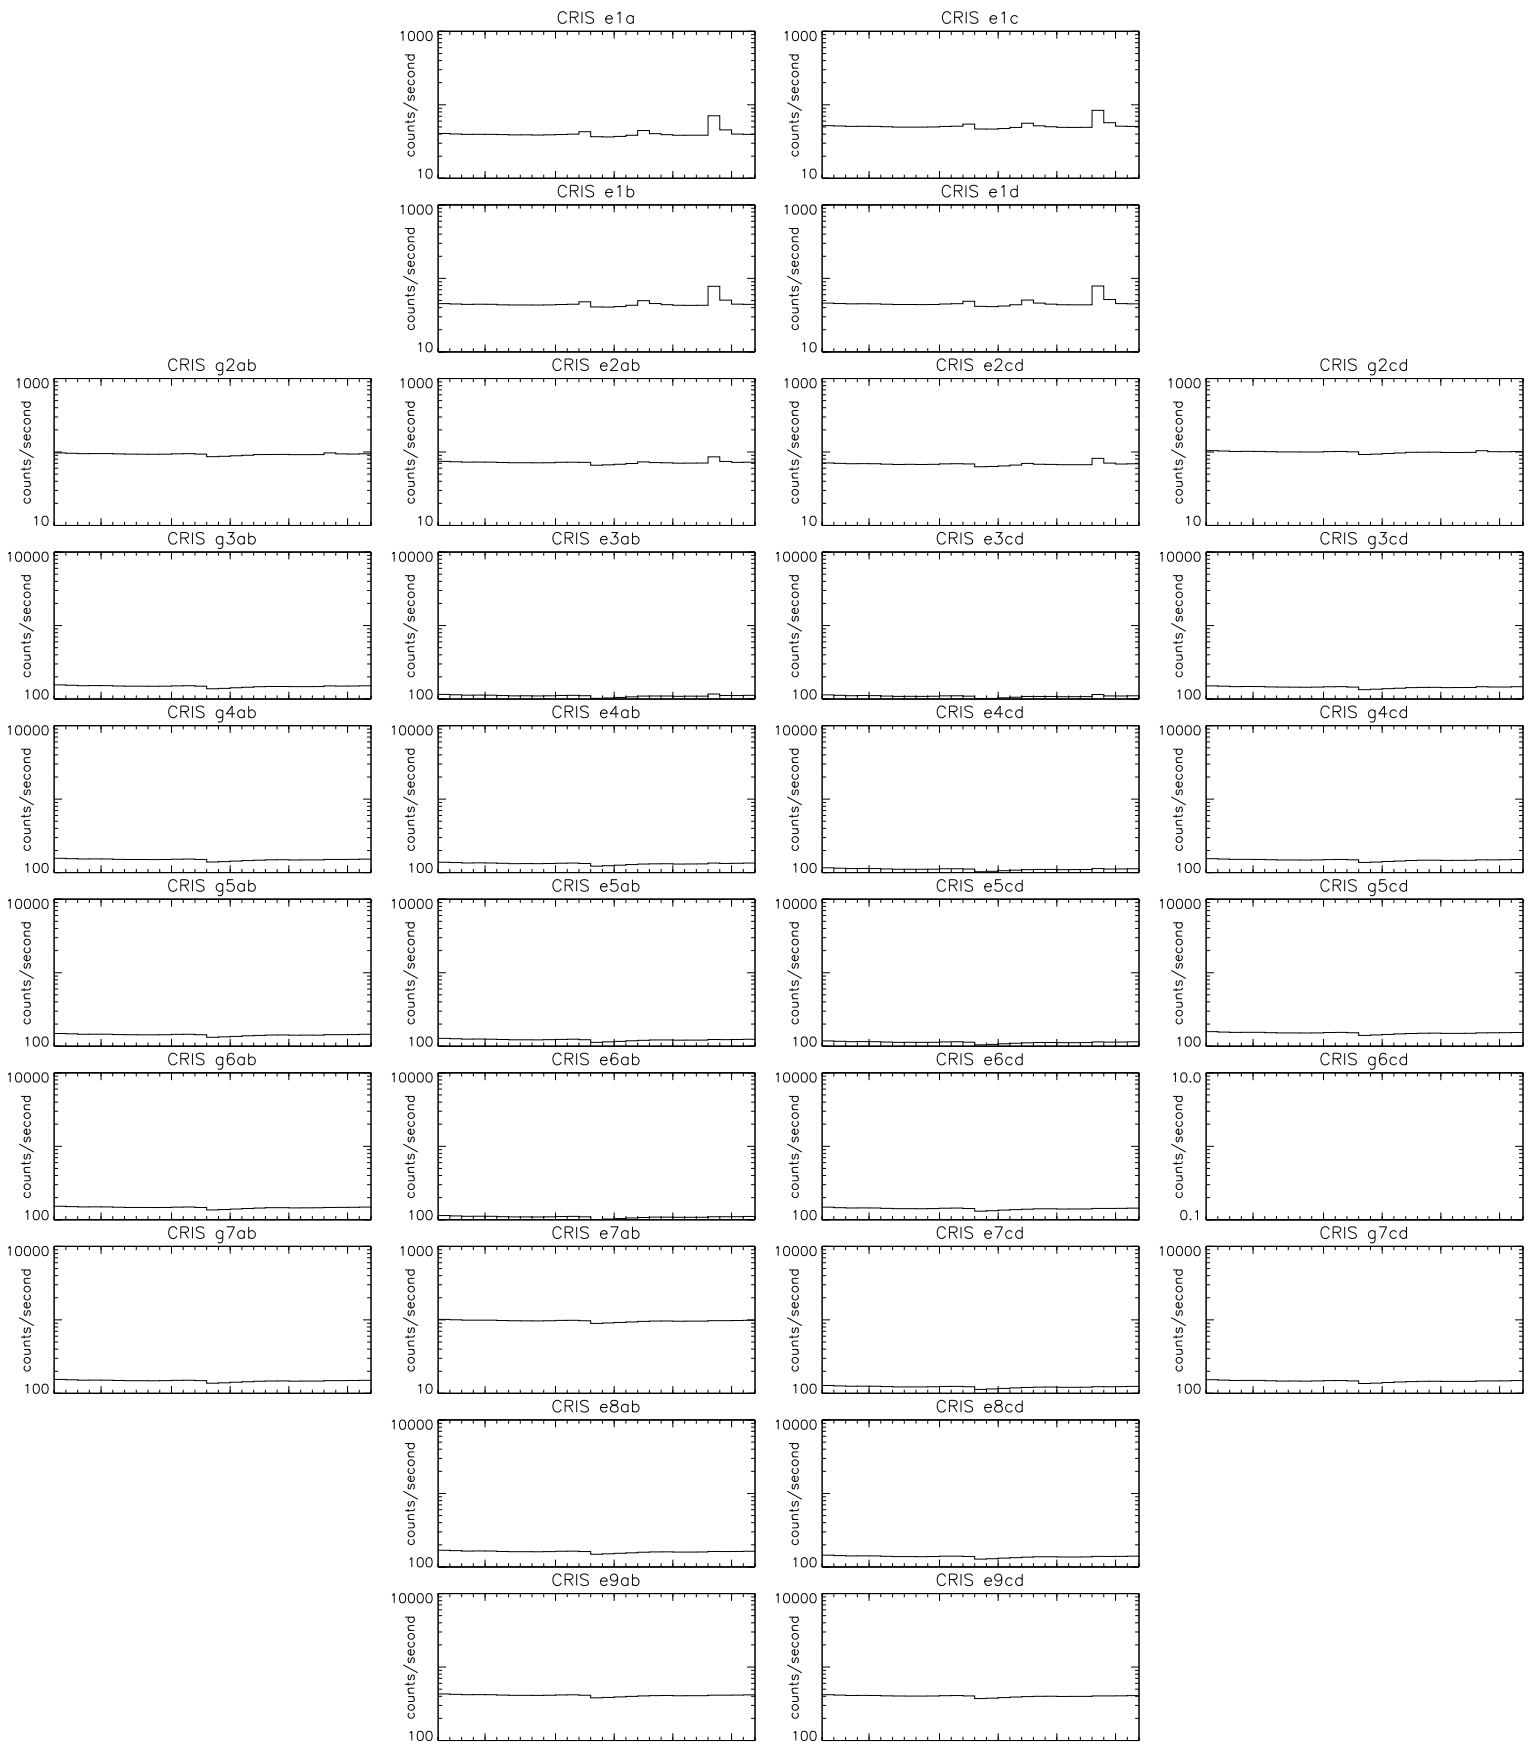 CRIS e1a
1000
counts/second
10
CRIS e1c
1000
counts/second
10
CRIS e1b
1000
counts/second
10
CRIS e1d
1000
counts/second
10
CRIS g2ab
1000
counts/second
10
CRIS e2ab
1000
counts/second
10
CRIS e2cd
1000
counts/second
10
CRIS g2cd
1000
counts/second
10
CRIS g3ab
10000
counts/second
100
CRIS e3ab
10000
counts/second
100
CRIS e3cd
10000
counts/second
100
CRIS g3cd
10000
counts/second
100
CRIS g4ab
10000
counts/second
100
CRIS e4ab
10000
counts/second
100
CRIS e4cd
10000
counts/second
100
CRIS g4cd
10000
counts/second
100
CRIS g5ab
10000
counts/second
100
CRIS e5ab
10000
counts/second
100
CRIS e5cd
10000
counts/second
100
CRIS g5cd
10000
counts/second
100
CRIS g6ab
10000
counts/second
100
CRIS e6ab
10000
counts/second
100
CRIS e6cd
10000
counts/second
100
CRIS g6cd
10.0
counts/second
0.1
CRIS g7ab
10000
counts/second
100
CRIS e7ab
1000
counts/second
10
CRIS e7cd
10000
counts/second
100
CRIS g7cd
10000
counts/second
100
CRIS e8ab
10000
counts/second
100
CRIS e8cd
10000
counts/second
100
CRIS e9ab
10000
counts/second
100
CRIS e9cd
10000
counts/second
100